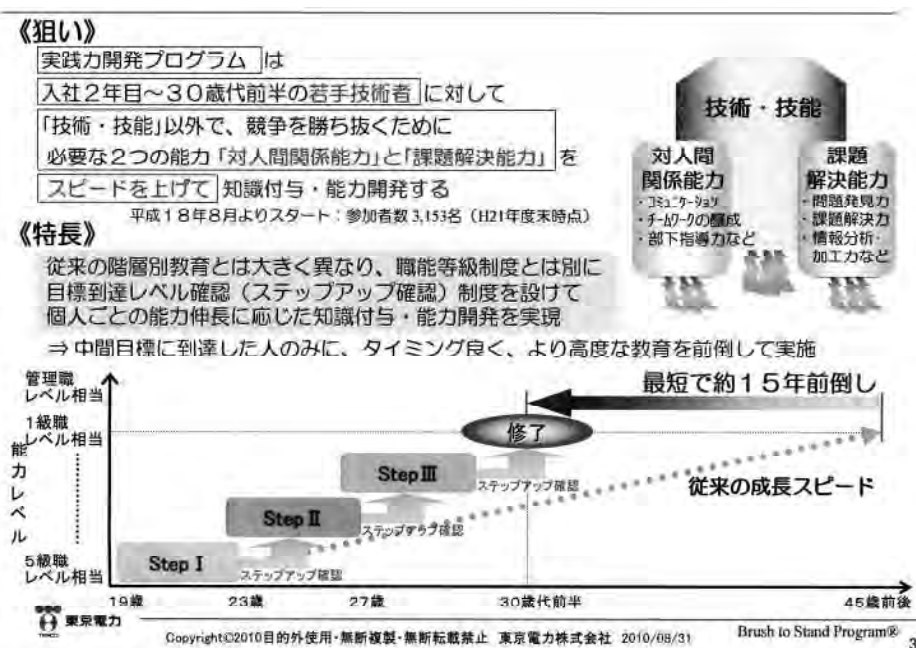 《狙い》
実践力開発プログラム は
入社2年目～30歳代前半の若手技術者 に対して
「技術・技能」以外で、競争を勝ち抜くために
必要な2つの能力「対人間関係能力」と「課題解決能力」を
スピードを上げて 知識付与・能力開発する
平成18年8月よりスタート：参加者数 3,153名（H21年度末時点）
技術・技能
対人間
関係能力
・コミュニケーション
・チームワークの醸成
・部下指導力など
課題
解決能力
・問題発見力
・課題解決力
・情報分析・
加工力など
《特長》
従来の階層別教育とは大きく異なり、職能等級制度とは別に
目標到達レベル確認（ステップアップ確認）制度を設けて
個人ごとの能力伸長に応じた知識付与・能力開発を実現
⇒ 中間目標に到達した人のみに、タイミング良く、より高度な教育を前倒して実施
管理職
レベル相当
1級職
レベル相当
能力レベル
5級職
レベル相当
最短で約15年前倒し
修了
Step Ⅲ
ステップアップ確認
従来の成長スピード
Step Ⅱ
ステップアップ確認
Step Ⅰ
ステップアップ確認
19歳
23歳
27歳
30歳代前半
45歳前後
東京電力
TEPCO
Copyright©2010目的外使用・無断複製・無断転載禁止 東京電力株式会社 2010/08/31
Brush to Stand Program®
3